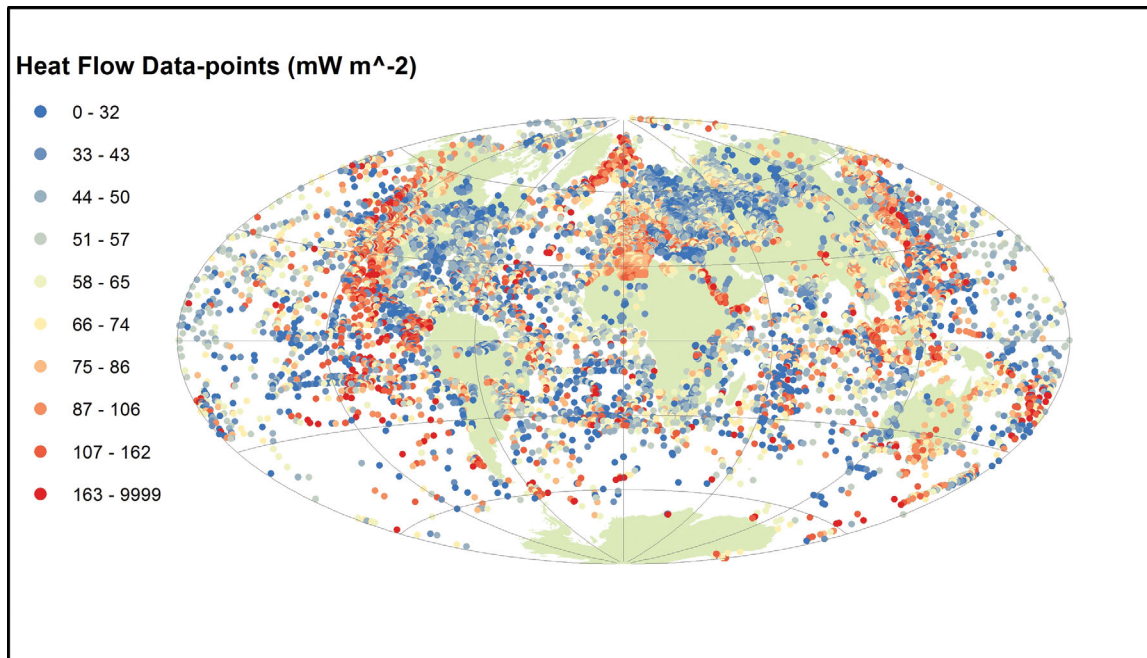 Heat Flow Data-points (mW m^-2)
0 - 32
33 - 43
44 - 50
51 - 57
58 - 65
66 - 74
75 - 86
87 - 106
107 - 162
163 - 9999